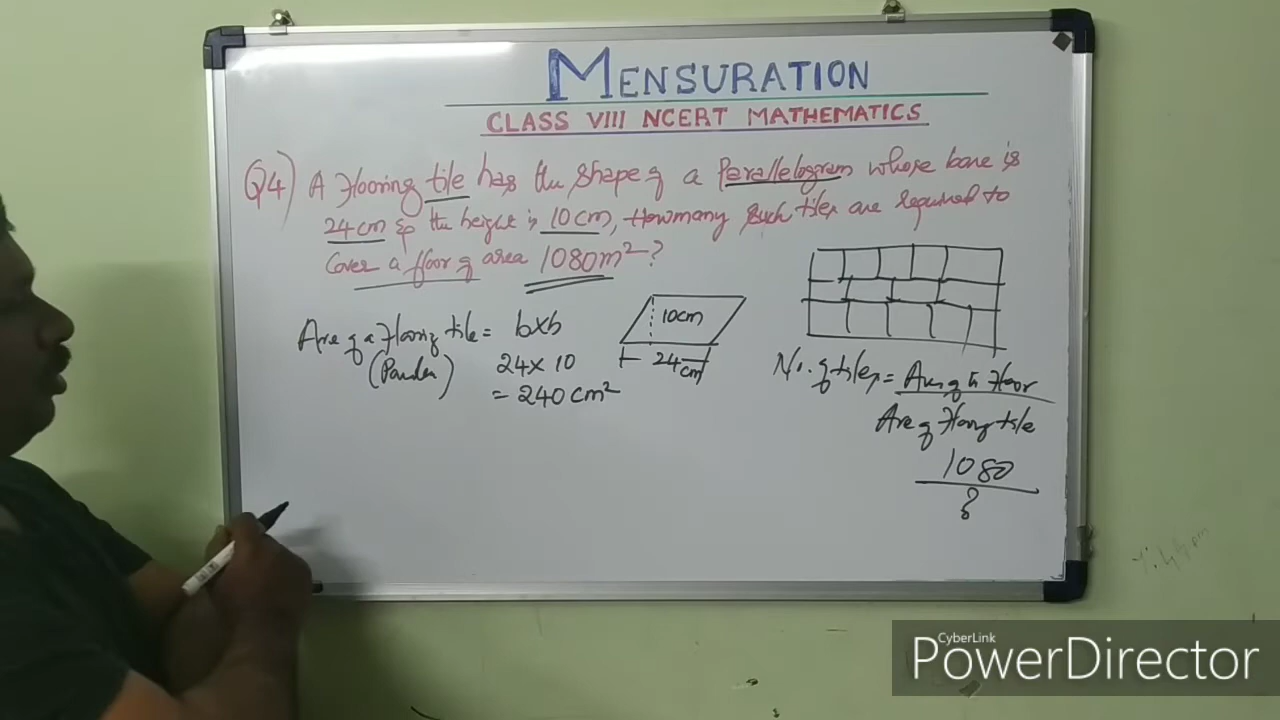 MENSURATION
CLASS VIII NCERT MATHEMATICS
Q4) A flooring tile has the shape of a Parallelogram whose base is
24cm & the height is 10cm, How many such tiles are required to
Cover a floor of area 1080m²?
Area of a flooring tile = b×h
24×10
= 240cm²
10cm
24cm
No. of tiles = Area of the floor
Area of flooring tile
1080
?
CyberLink
PowerDirector